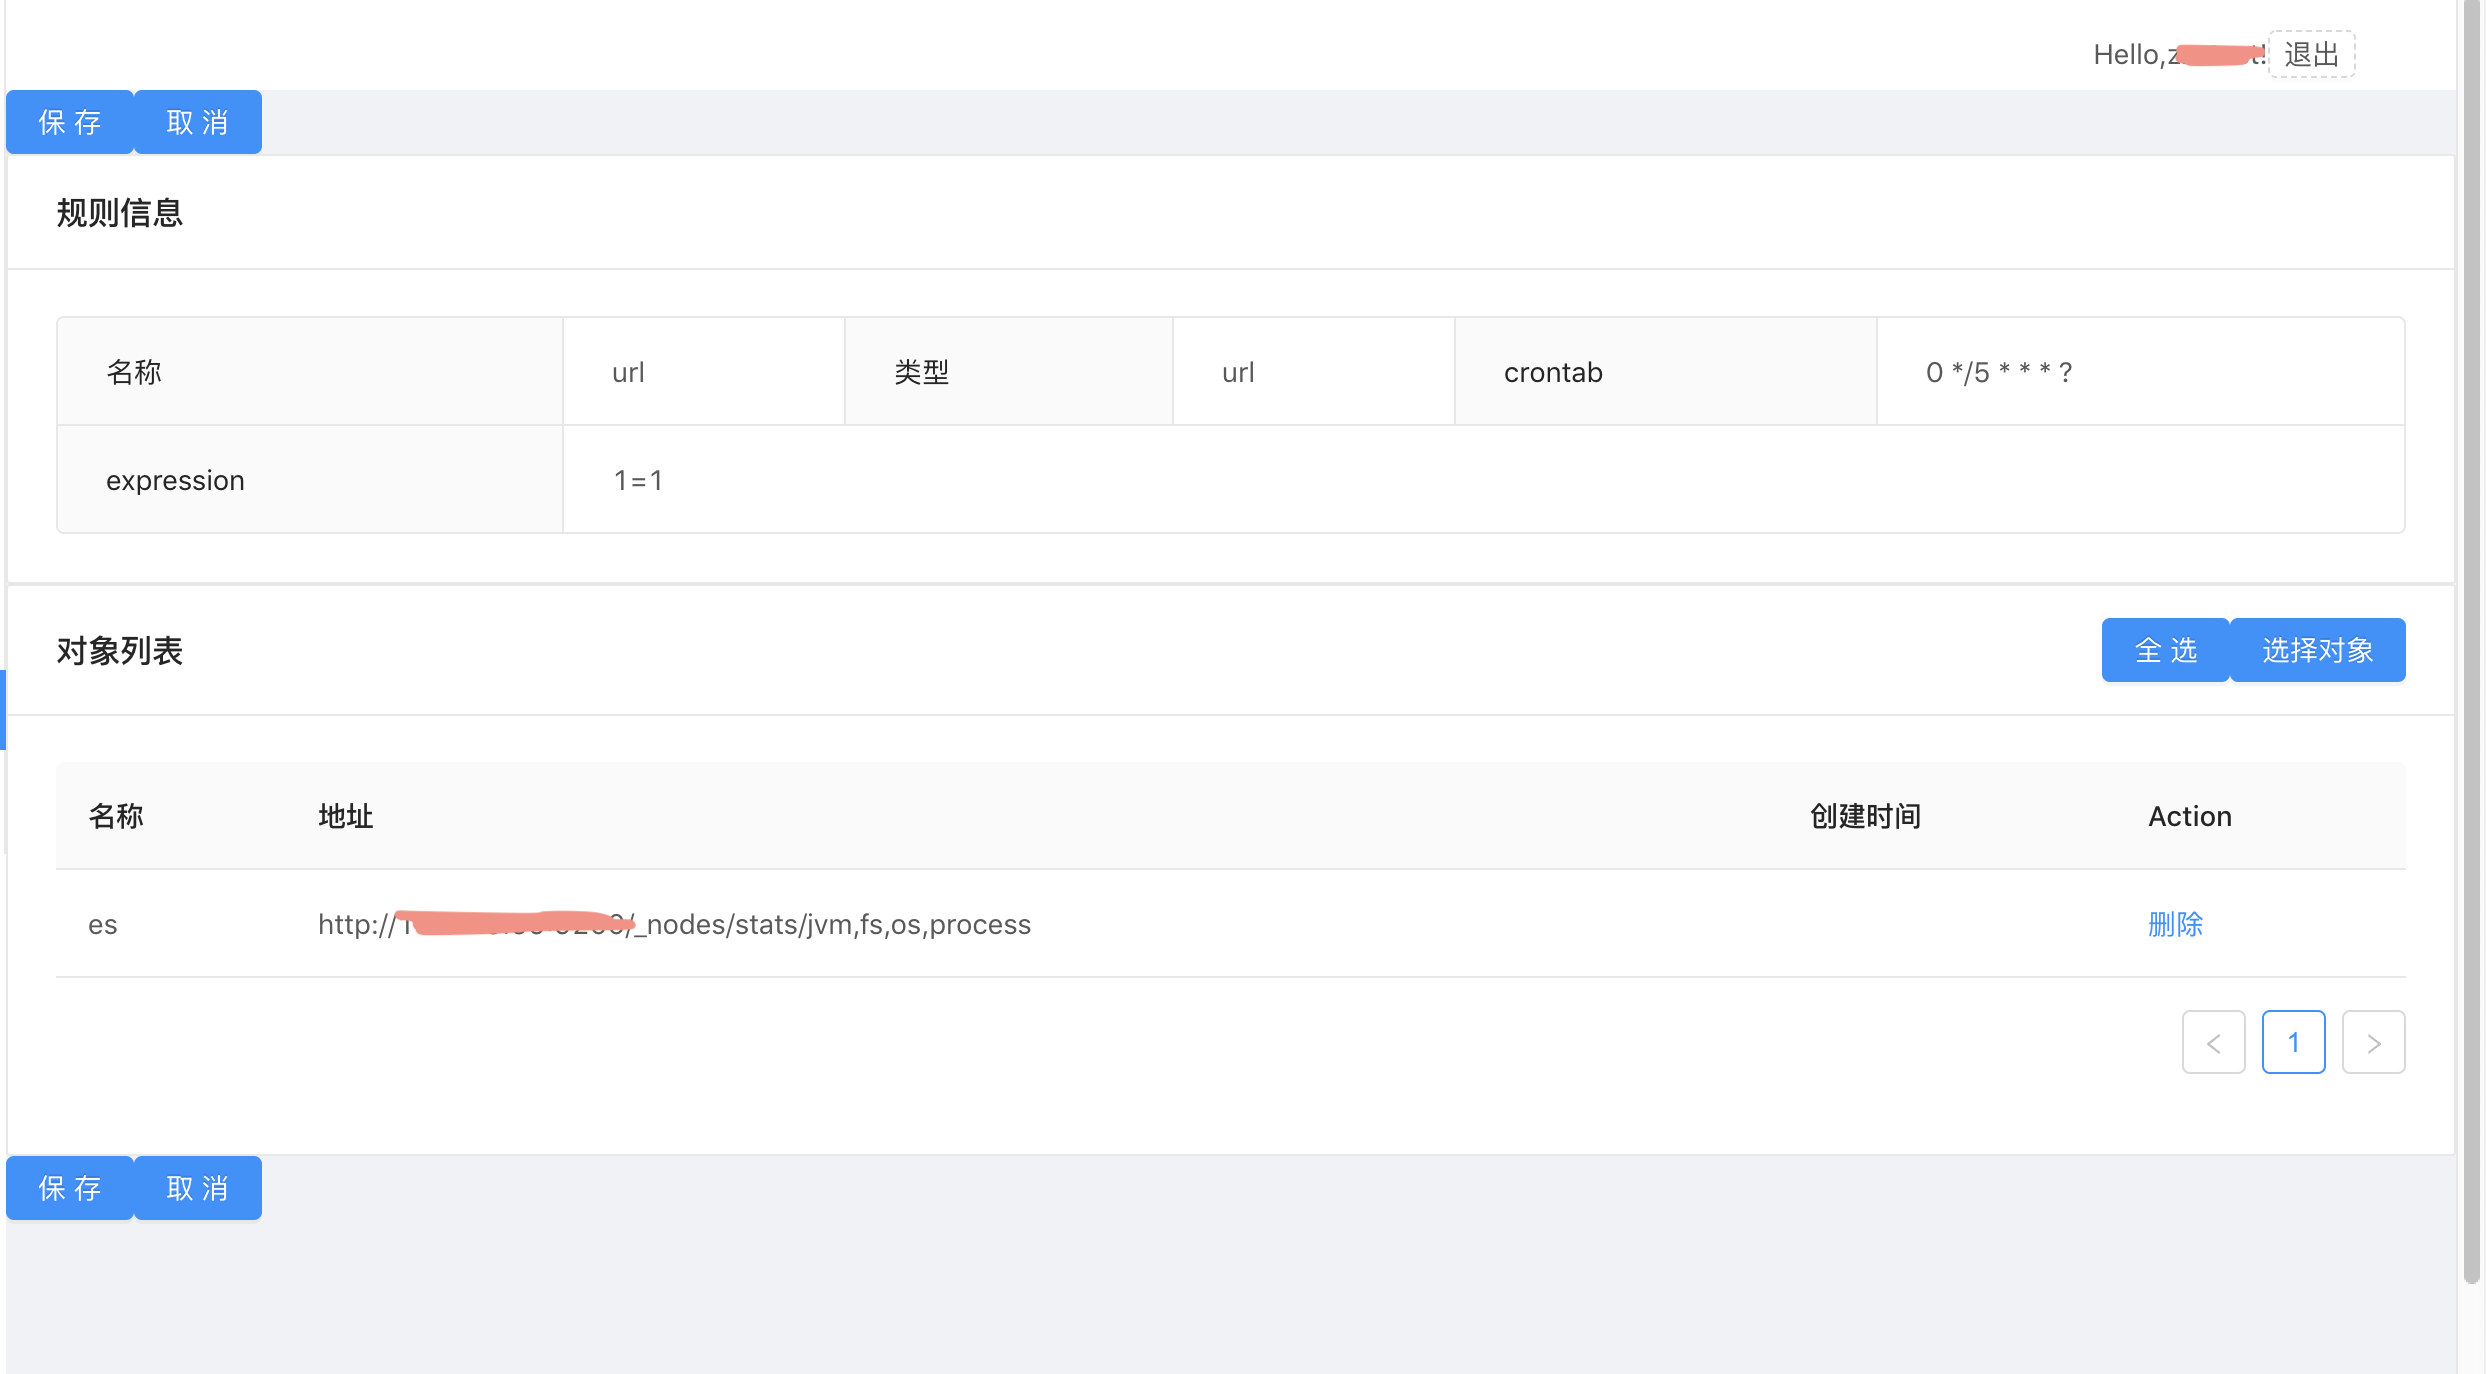 Hello, 退出
保存 取消
规则信息
名称 url 类型 url crontab 0 */5 * * * ?
expression 1=1
对象列表 全选 选择对象
名称 地址 创建时间 Action
es http:// /_nodes/stats/jvm,fs,os,process 删除
< 1 >
保存 取消